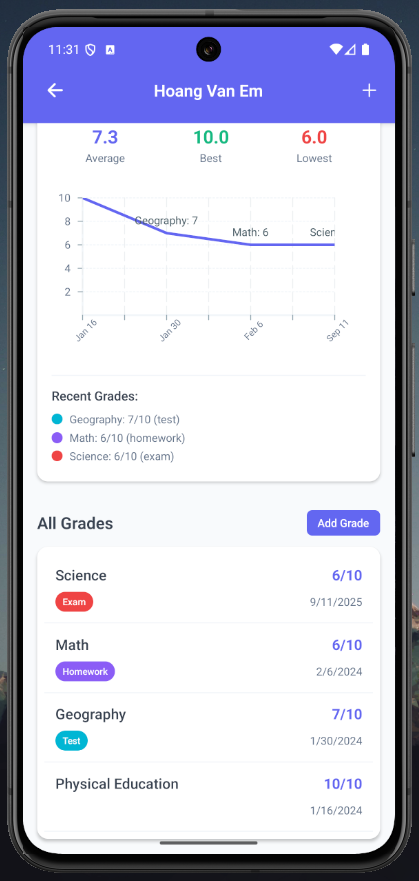 11:31
Hoang Van Em
7.3 10.0 6.0
Average Best Lowest
10
8
6
4
2
Geography: 7
Math: 6
Scien
Jan 16 Jan 30 Feb 6 Sep 11
Recent Grades:
Geography: 7/10 (test)
Math: 6/10 (homework)
Science: 6/10 (exam)
All Grades Add Grade
Science 6/10
Exam 9/11/2025
Math 6/10
Homework 2/6/2024
Geography 7/10
Test 1/30/2024
Physical Education 10/10
1/16/2024